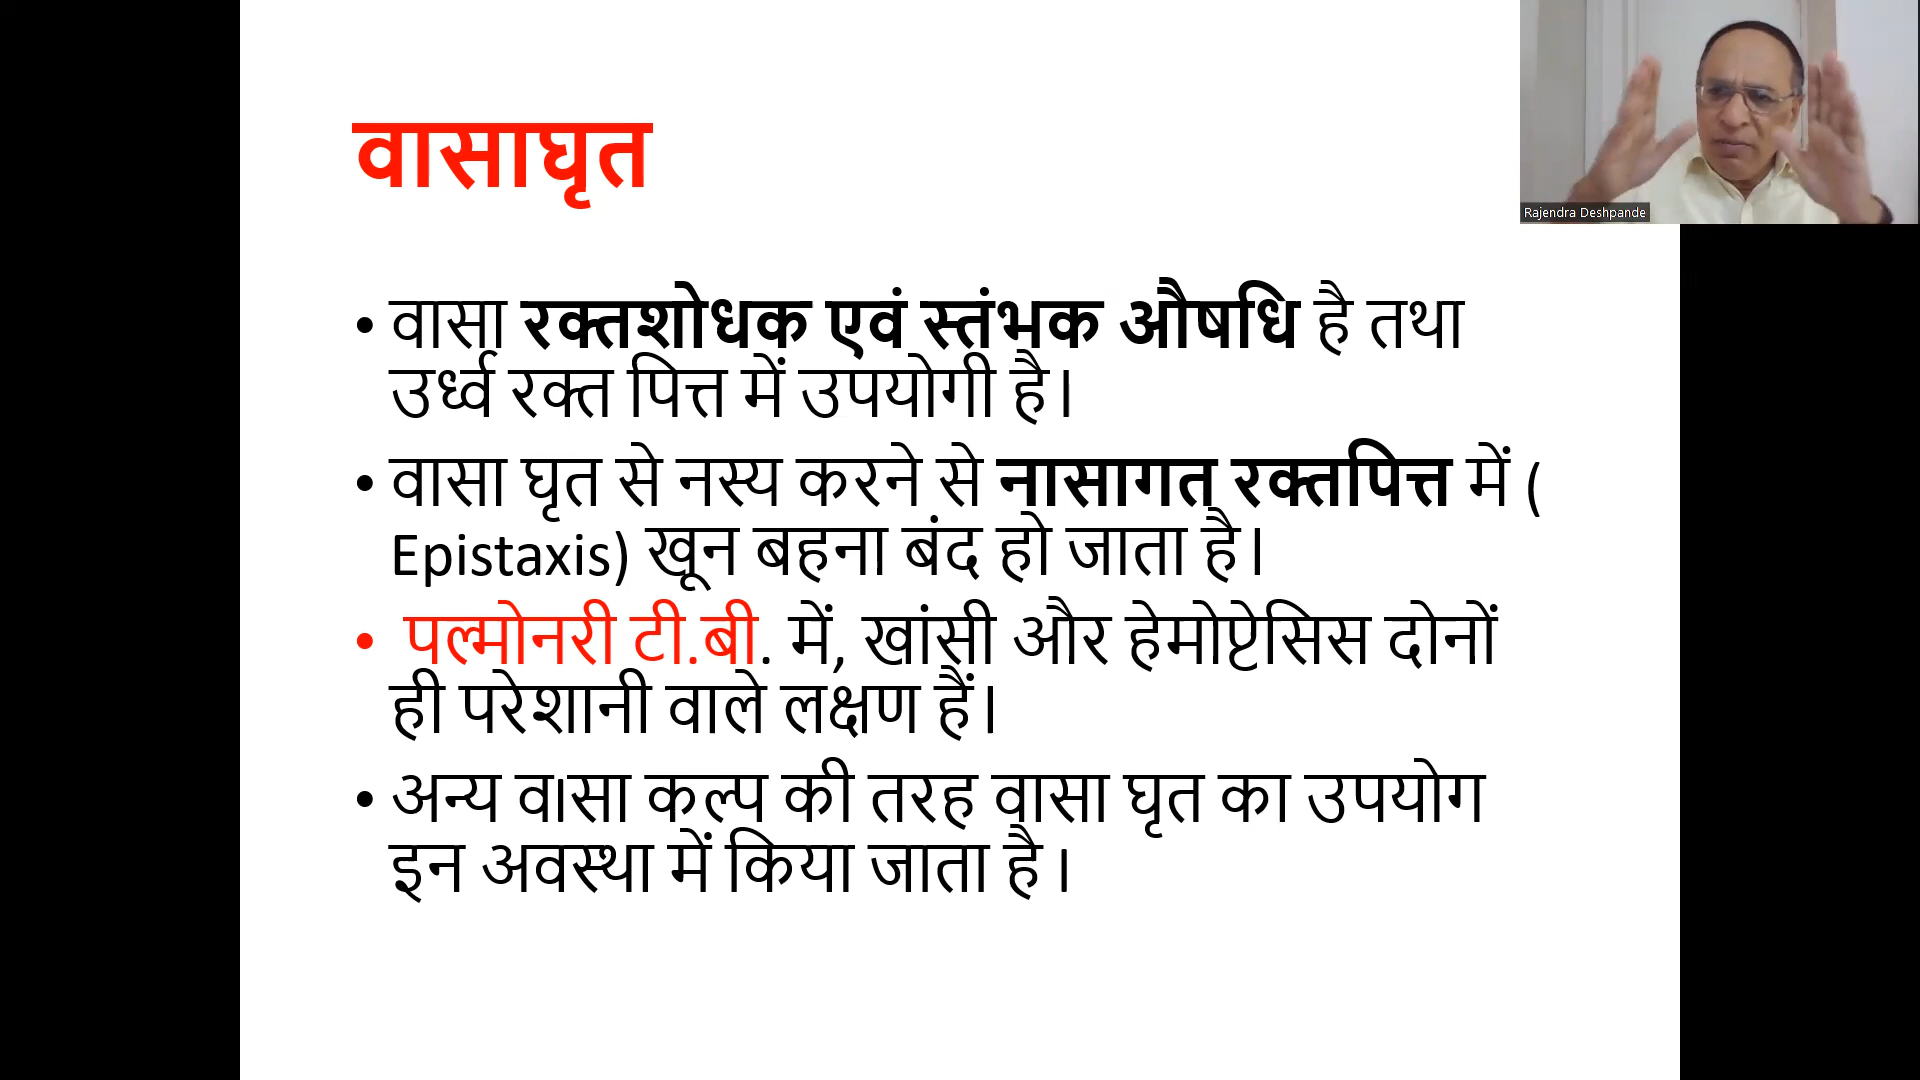 वासाघृत
Rajendra Deshpande
• वासा रक्तशोधक एवं स्तंभक औषधि है तथा
उर्ध्व रक्त पित्त में उपयोगी है।
• वासा घृत से नस्य करने से नासागत रक्तपित्त में (
Epistaxis) खून बहना बंद हो जाता है।
• पल्मोनरी टी.बी. में, खांसी और हेमोप्टेसिस दोनों
ही परेशानी वाले लक्षण हैं।
• अन्य वासा कल्प की तरह वासा घृत का उपयोग
इन अवस्था में किया जाता है ।